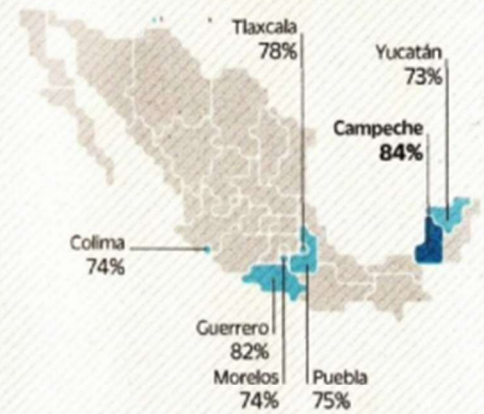 Tlaxcala
78%
Yucatán
73%
Campeche
84%
Colima
74%
Guerrero
82%
Morelos
74%
Puebla
75%